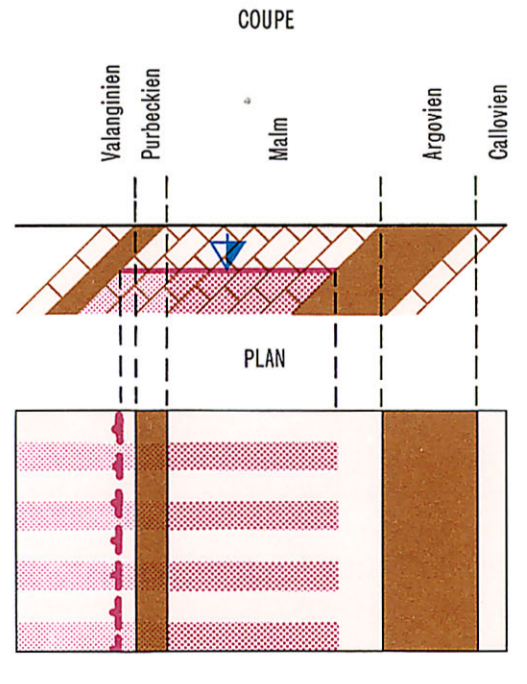 COUPE
Valanginien
Purbeckien
Malm
Argovien
Callovien
PLAN